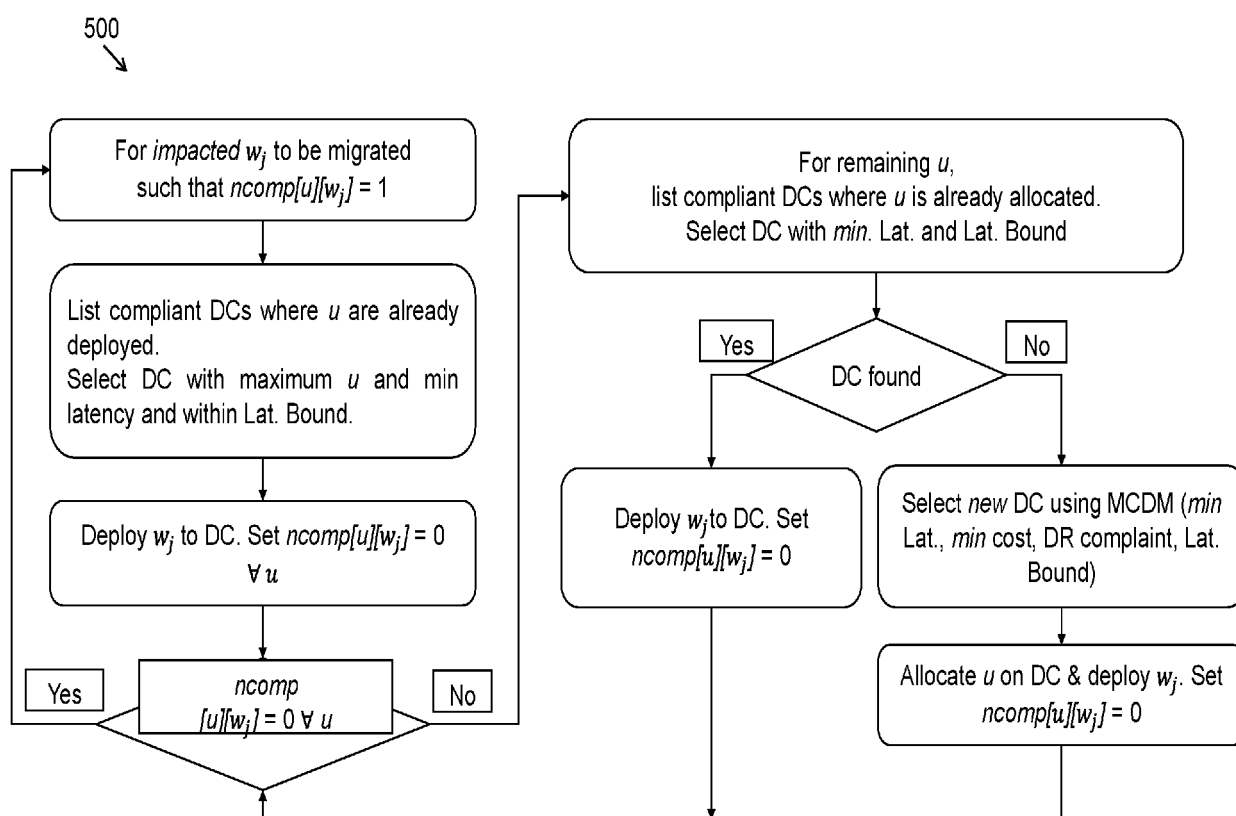 500
For impacted wj to be migrated
such that ncomp[u][wj] = 1
List compliant DCs where u are already
deployed.
Select DC with maximum u and min
latency and within Lat. Bound.
Deploy wj to DC. Set ncomp[u][wj] = 0
∀ u
Yes
ncomp
[u][wj] = 0 ∀ u
No
For remaining u,
list compliant DCs where u is already allocated.
Select DC with min. Lat. and Lat. Bound
Yes
DC found
No
Deploy wj to DC. Set
ncomp[u][wj] = 0
Select new DC using MCDM (min
Lat., min cost, DR complaint, Lat.
Bound)
Allocate u on DC & deploy wj. Set
ncomp[u][wj] = 0